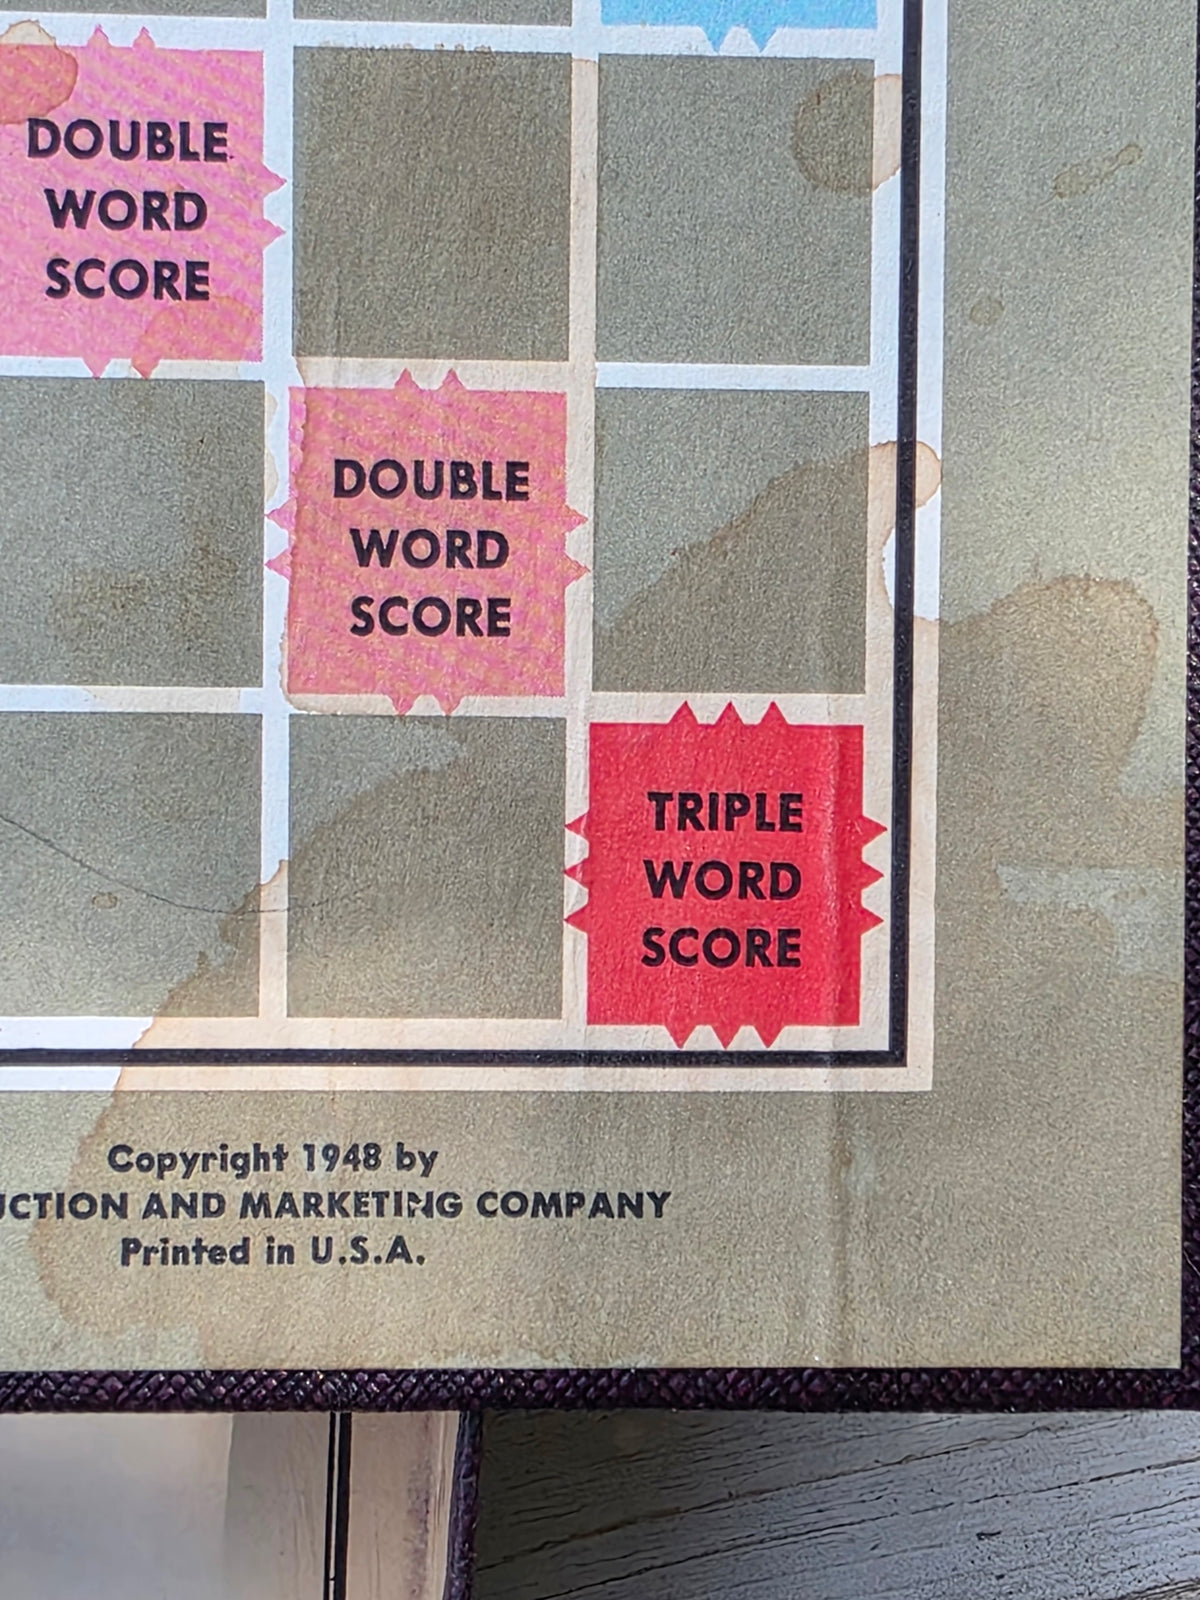 DOUBLE
WORD
SCORE
DOUBLE
WORD
SCORE
TRIPLE
WORD
SCORE
Copyright 1948 by
UCTION AND MARKETING COMPANY
Printed in U.S.A.